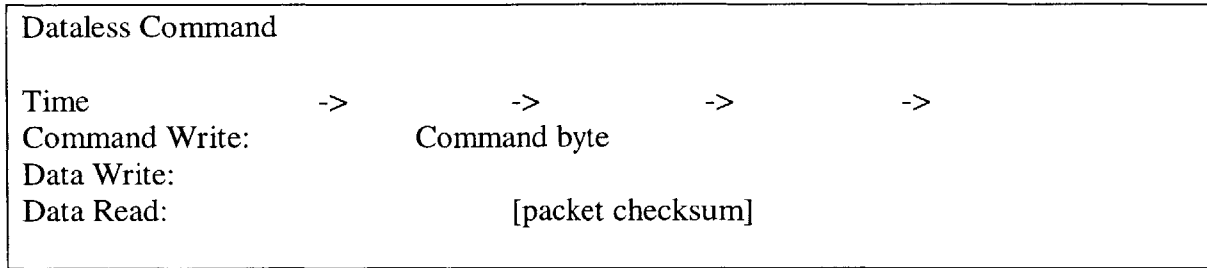 Dataless Command
Time -> -> -> ->
Command Write: Command byte
Data Write:
Data Read: [packet checksum]